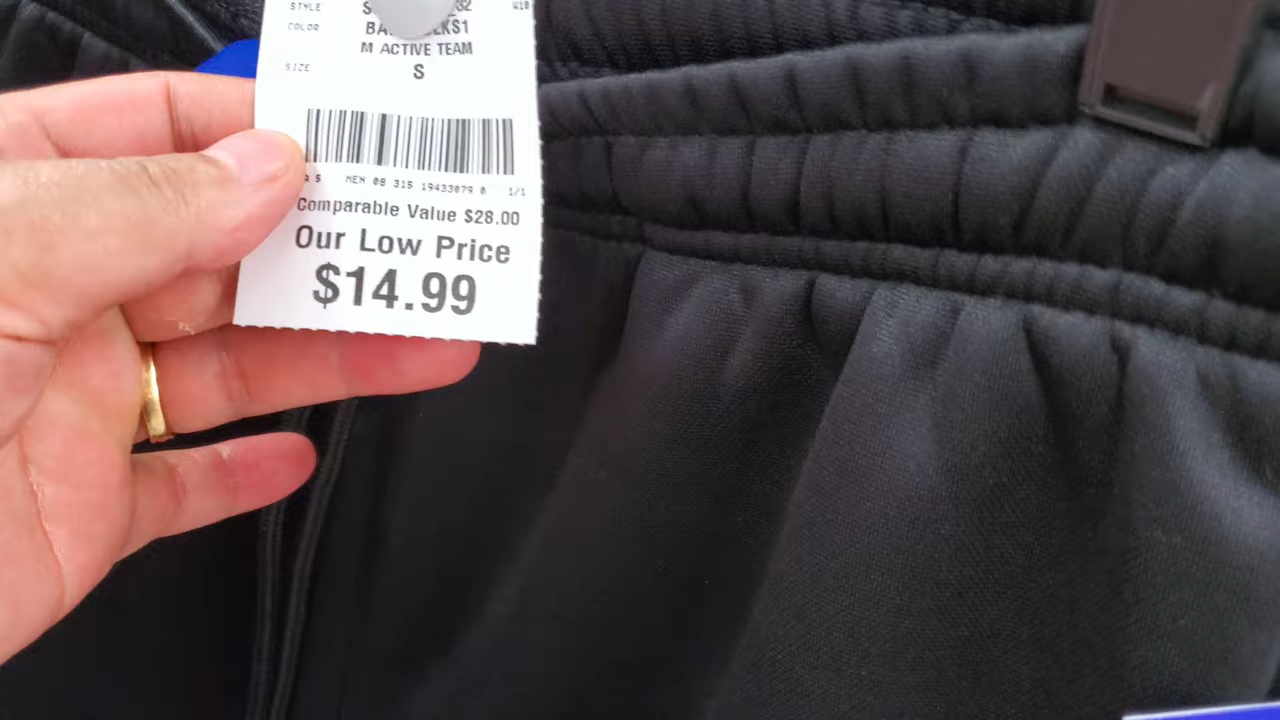 STYLE
COLOR
M ACTIVE TEAM
SIZE S
MEN 08 315 19433079 0 1/1
Comparable Value $28.00
Our Low Price
$14.99